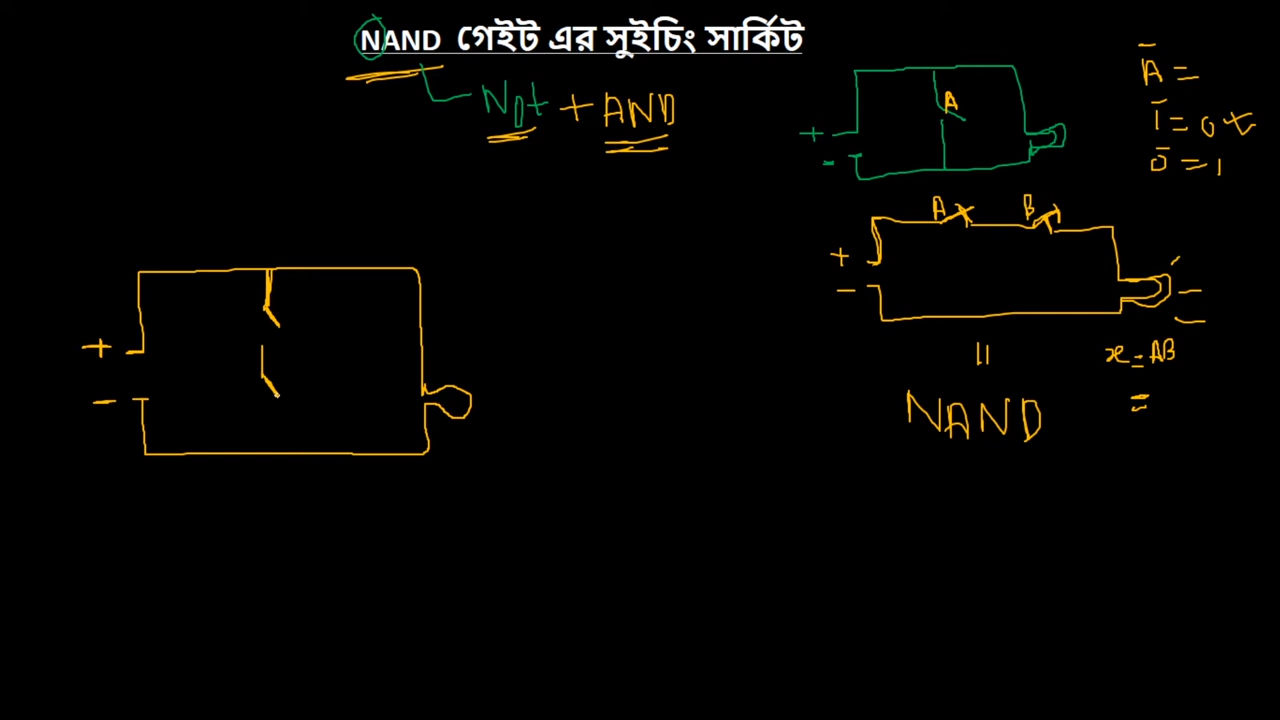 NAND গেইট এর সুইচিং সার্কিট
NOt + AND
A
+
-
Ā =
1̄ = 0
0̄ = 1
A B
+
-
x = AB
=
NAND
+
-